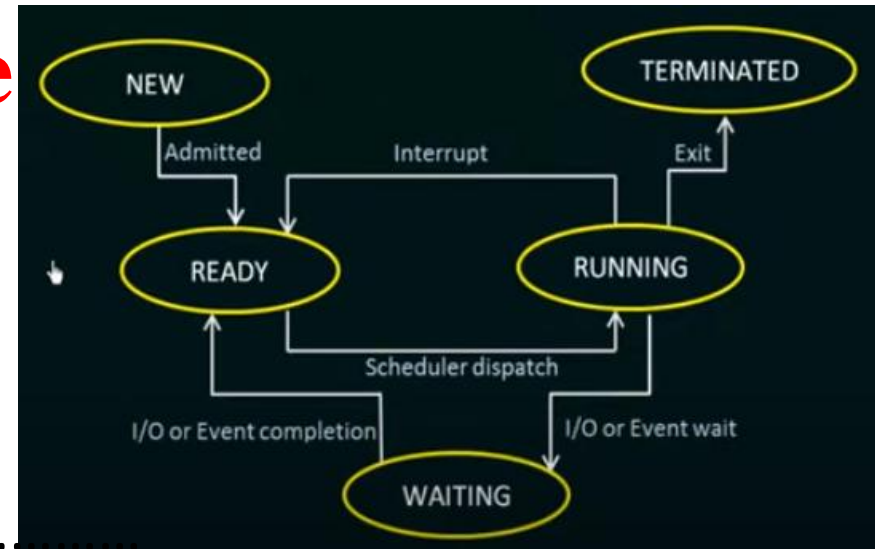 e
NEW
TERMINATED
Admitted
Interrupt
Exit
READY
RUNNING
Scheduler dispatch
I/O or Event completion
I/O or Event wait
WAITING